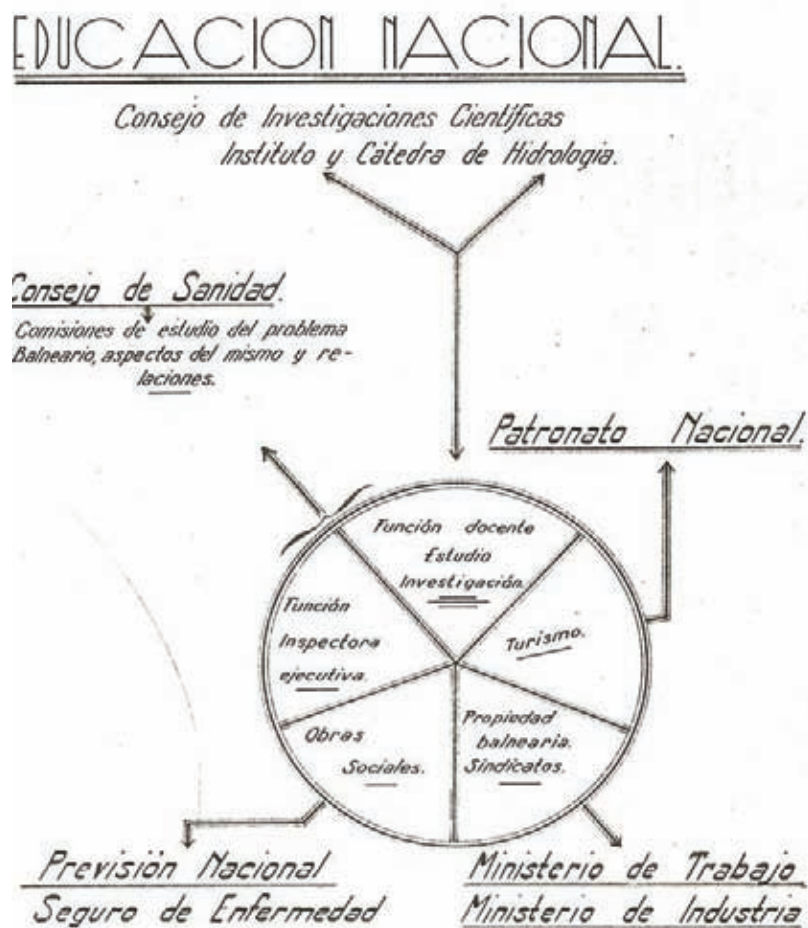 EDUCACION NACIONAL.
Consejo de Investigaciones Científicas
Instituto y Cátedra de Hidrología.
Consejo de Sanidad.
Comisiones de estudio del problema
Balneario, aspectos del mismo y re-
laciones.
Patronato Nacional.
Función docente
Estudio
Investigación.
Función
Inspectora
ejecutiva.
Turismo.
Obras
Sociales.
Propiedad
balnearia.
Sindicatos.
Previsión Nacional
Seguro de Enfermedad
Ministerio de Trabajo
Ministerio de Industria